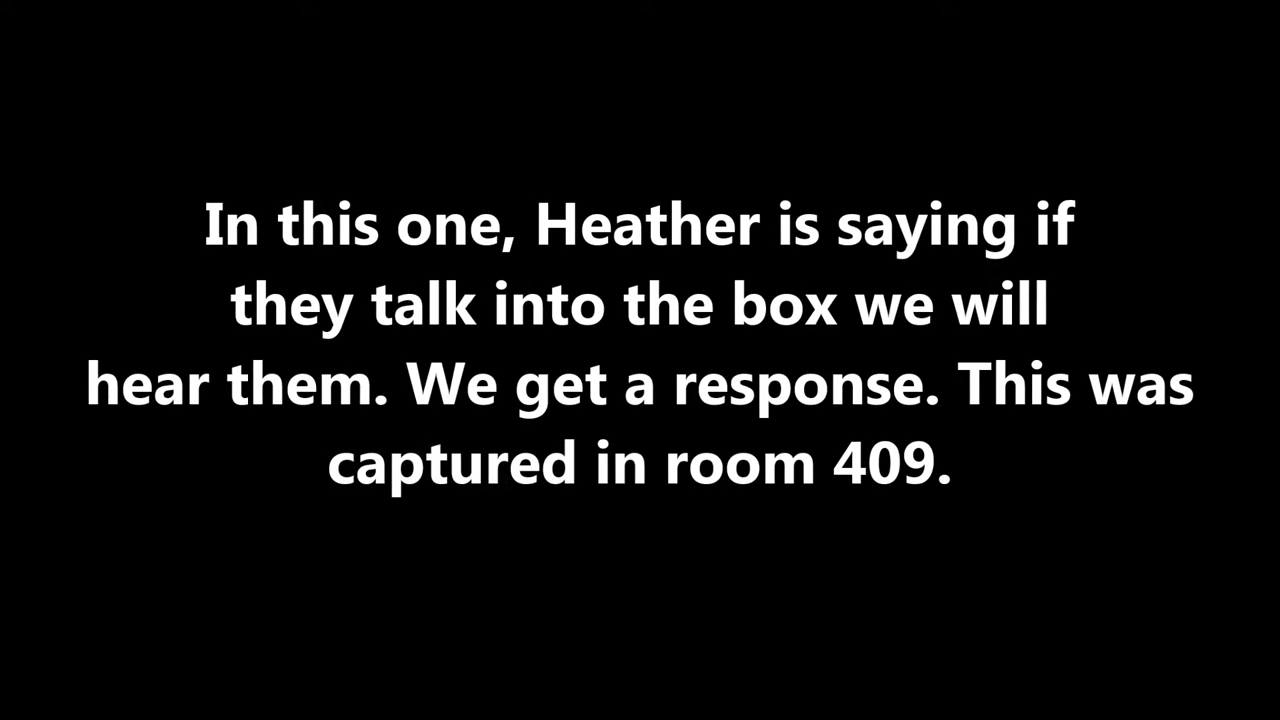 In this one, Heather is saying if
they talk into the box we will
hear them. We get a response. This was
captured in room 409.